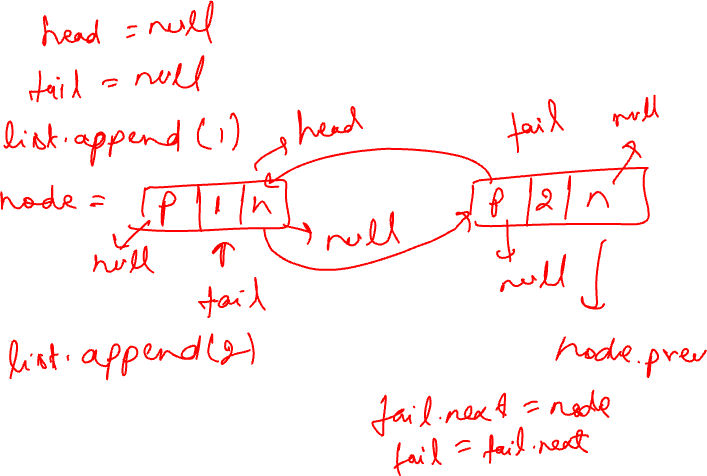 head = null
tail = null
list.append(1)
head
tail
null
node =
p 1 n
p 2 n
null
null
null
tail
list.append(2)
node.prev
tail.next = node
tail = tail.next